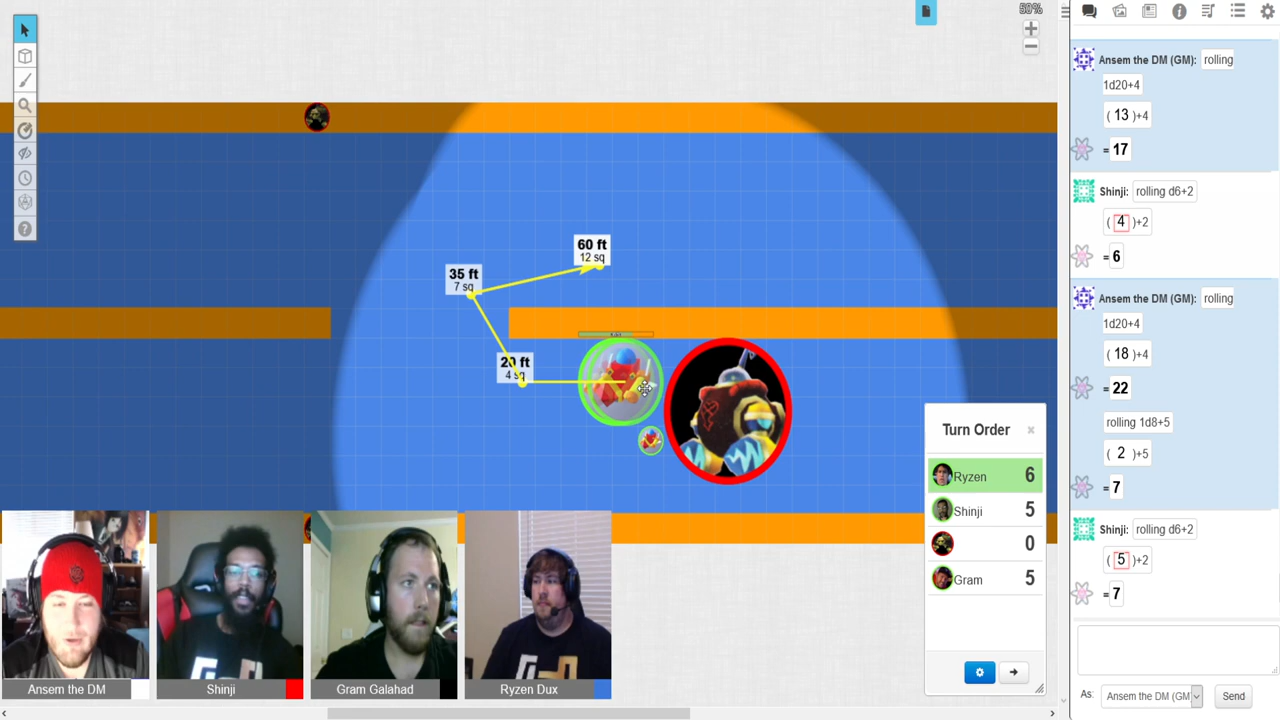 50%
60 ft
12 sq
35 ft
7 sq
20 ft
4 sq
Turn Order ×
Ryzen 6
Shinji 5
0
Gram 5
Ansem the DM
Shinji
Gram Galahad
Ryzen Dux
Ansem the DM (GM): rolling
1d20+4
( 13 )+4
= 17
Shinji: rolling d6+2
( 4 )+2
= 6
Ansem the DM (GM): rolling
1d20+4
( 18 )+4
= 22
rolling 1d8+5
( 2 )+5
= 7
Shinji: rolling d6+2
( 5 )+2
= 7
As: Ansem the DM (GM Send